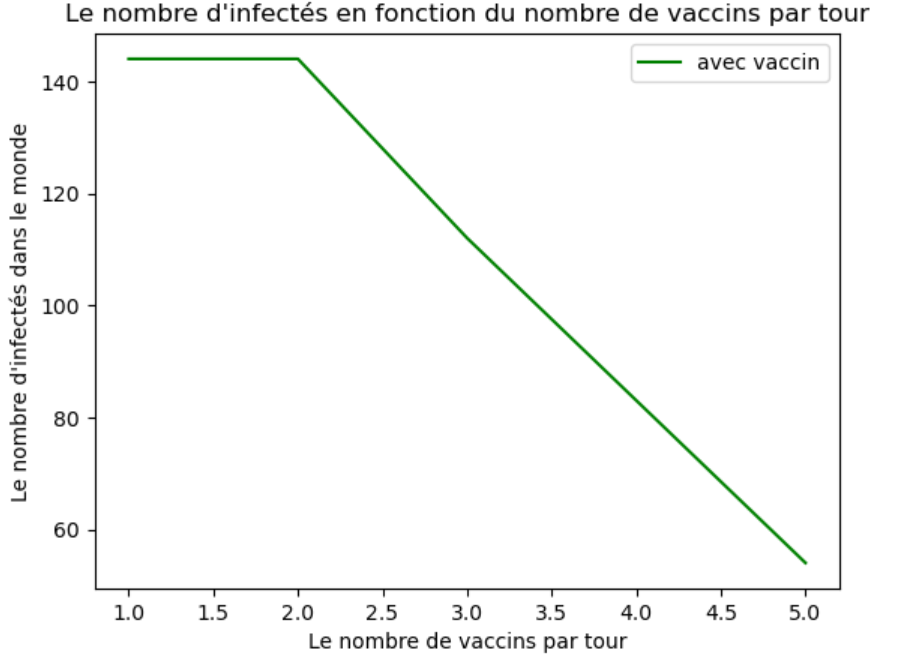 Le nombre d'infectés en fonction du nombre de vaccins par tour
avec vaccin
Le nombre d'infectés dans le monde
140
120
100
80
60
1.0 1.5 2.0 2.5 3.0 3.5 4.0 4.5 5.0
Le nombre de vaccins par tour